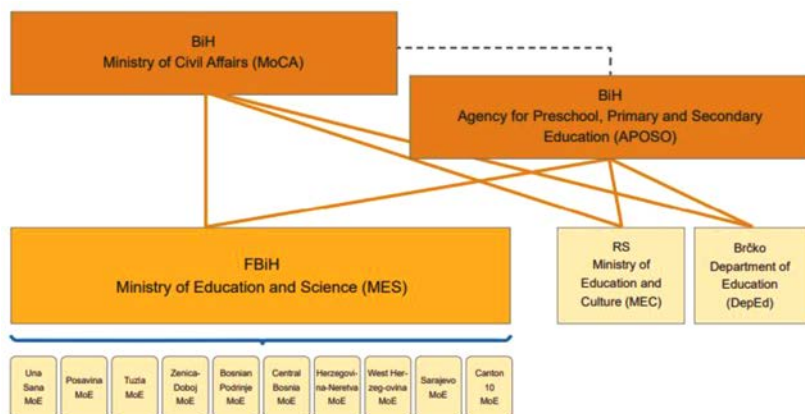 BiH
Ministry of Civil Affairs (MoCA)
BiH
Agency for Preschool, Primary and Secondary
Education (APOSO)
FBiH
Ministry of Education and Science (MES)
RS
Ministry of
Education and
Culture (MEC)
Brčko
Department of
Education
(DepEd)
Una
Sana
MoE
Posavina
MoE
Tuzla
MoE
Zenica-
Doboj
MoE
Bosnian
Podrinje
MoE
Central
Bosnia
MoE
Herzegovi-
na-Neretva
MoE
West Her-
zeg-ovina
MoE
Sarajevo
MoE
Canton
10
MoE